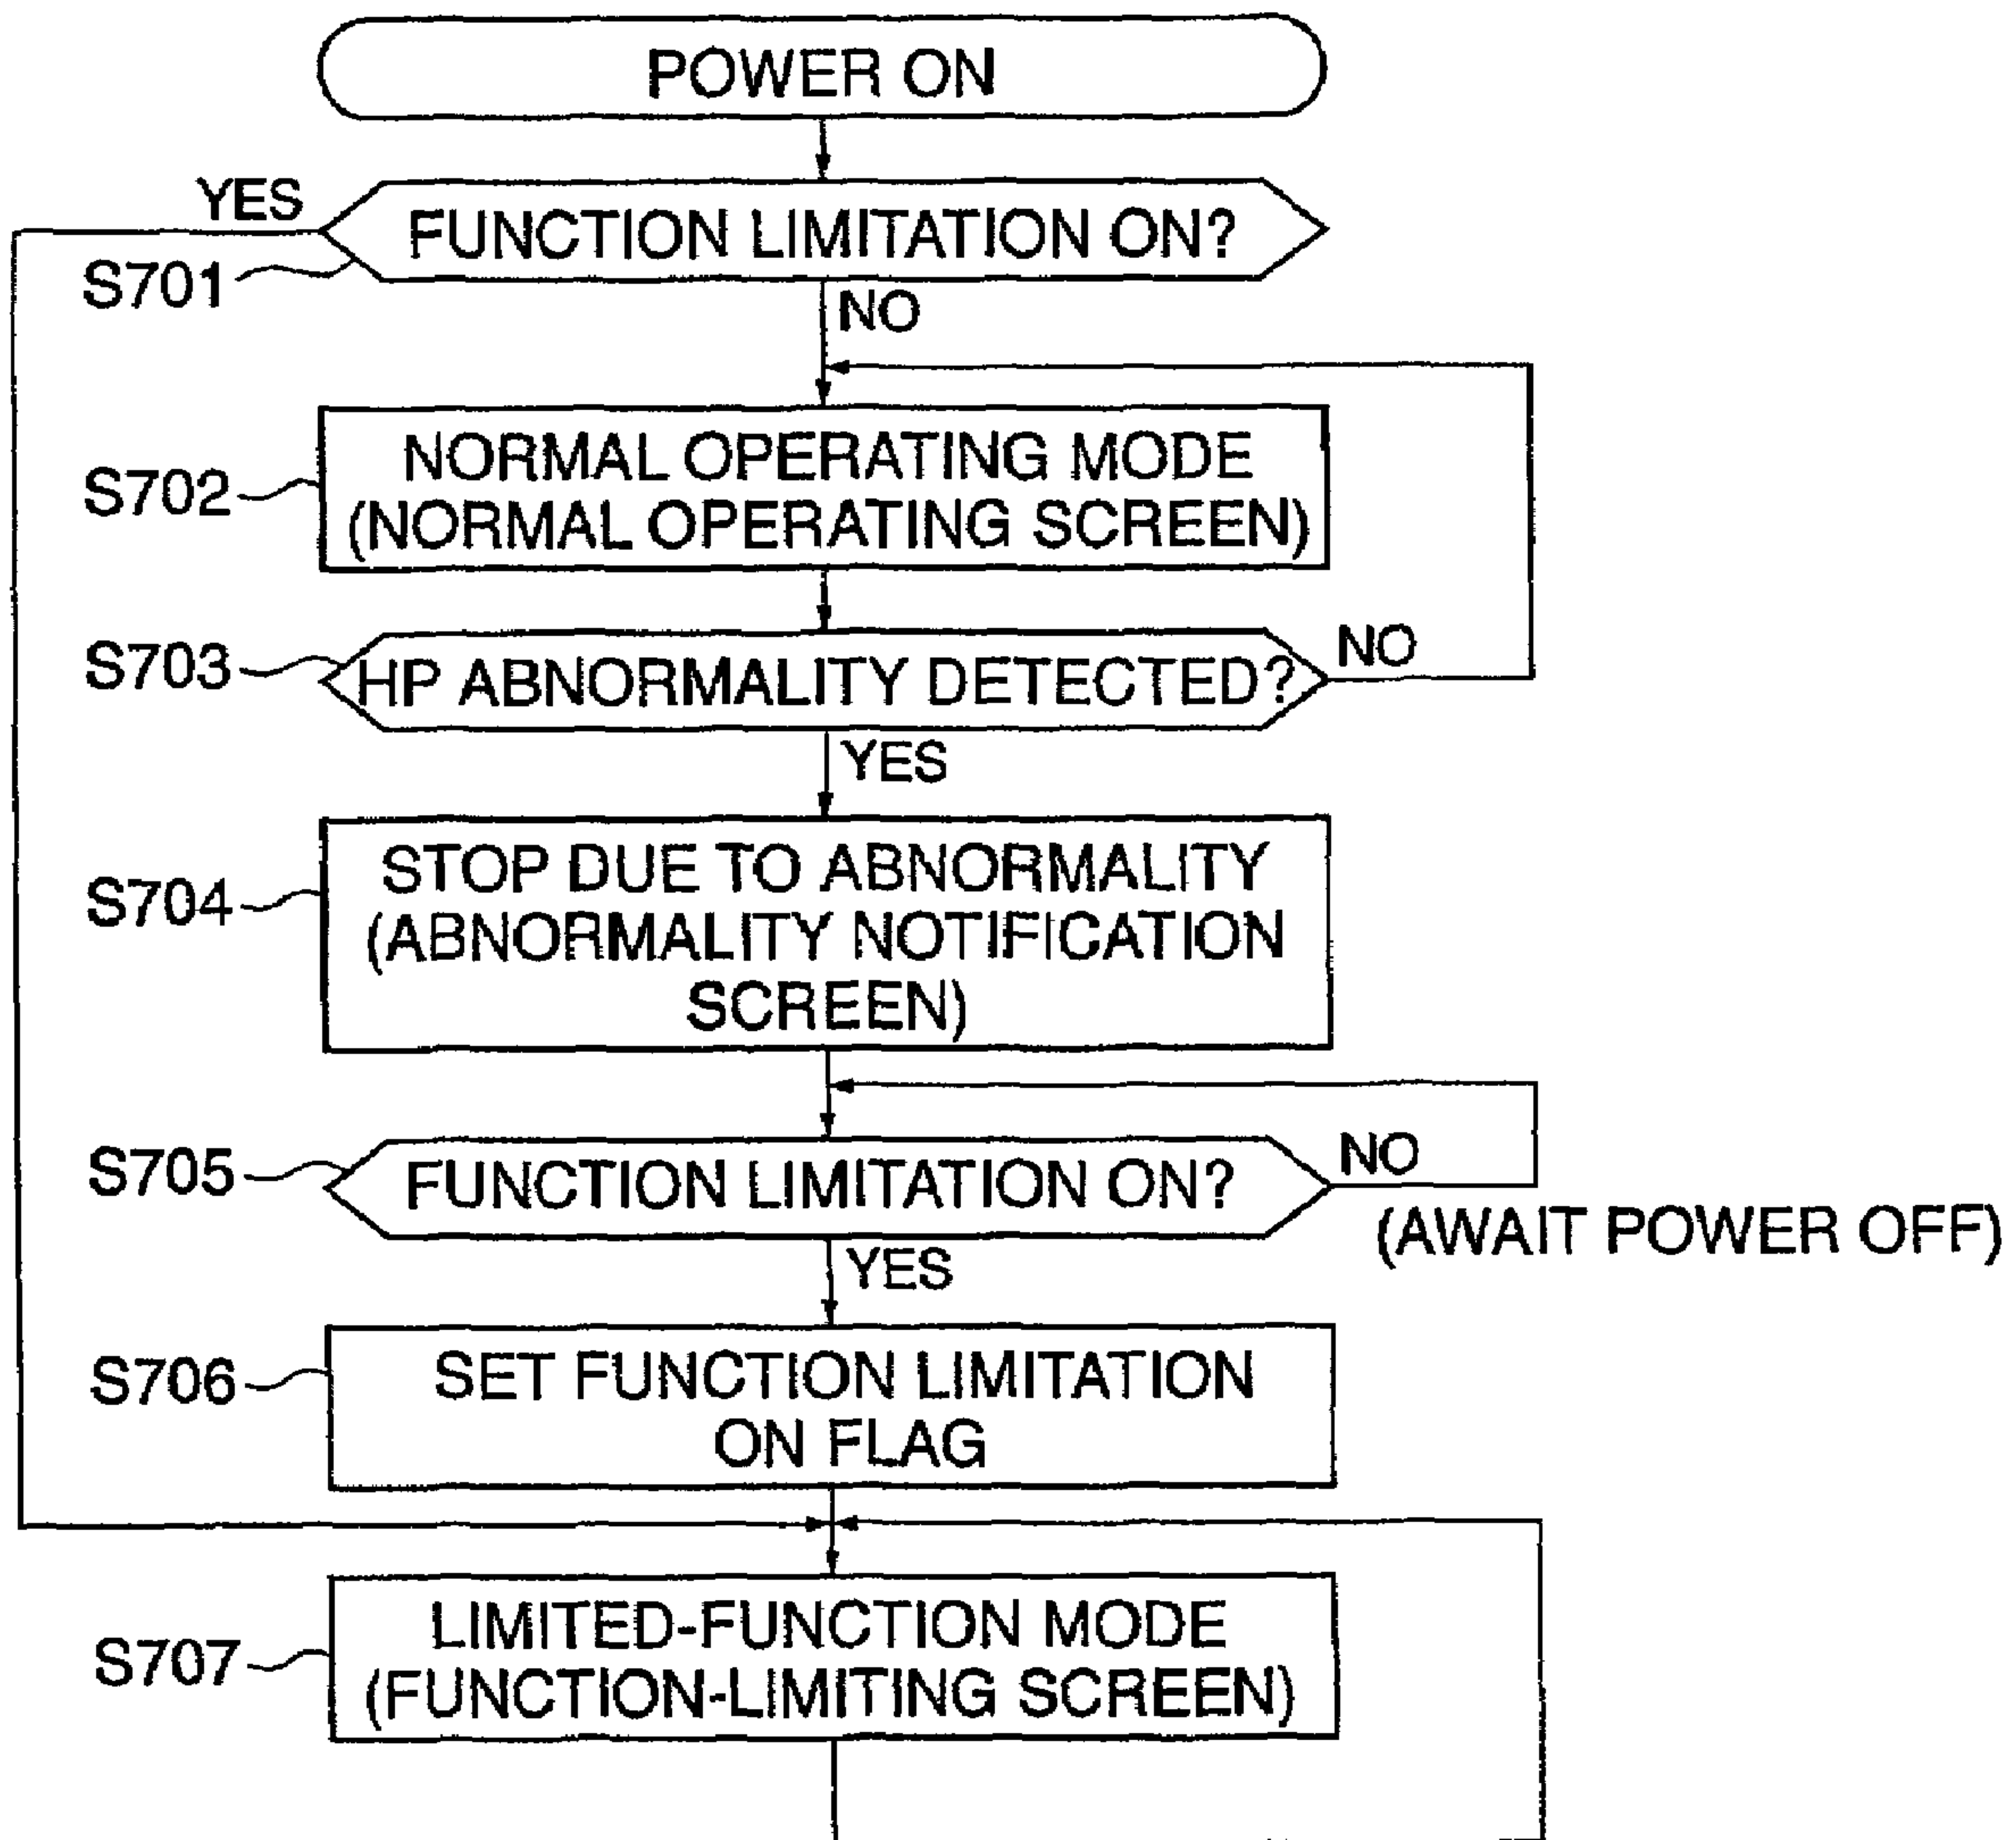 POWER ON
YES
FUNCTION LIMITATION ON?
S701
NO
S702
NORMAL OPERATING MODE
(NORMAL OPERATING SCREEN)
S703
HP ABNORMALITY DETECTED?
NO
YES
S704
STOP DUE TO ABNORMALITY
(ABNORMALITY NOTIFICATION
SCREEN)
S705
FUNCTION LIMITATION ON?
NO
(AWAIT POWER OFF)
YES
S706
SET FUNCTION LIMITATION
ON FLAG
S707
LIMITED-FUNCTION MODE
(FUNCTION-LIMITING SCREEN)